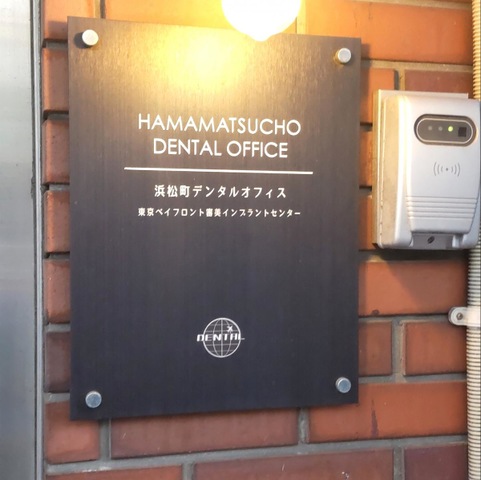 HAMAMATSUCHO
DENTAL OFFICE
浜松町デンタルオフィス
東京ベイフロント審美インプラントセンター
DENTAL